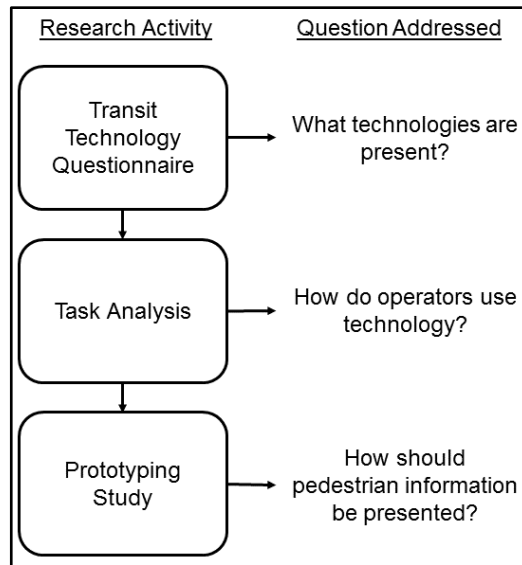 Research Activity
Question Addressed
Transit
Technology
Questionnaire
What technologies are
present?
Task Analysis
How do operators use
technology?
Prototyping
Study
How should
pedestrian information
be presented?